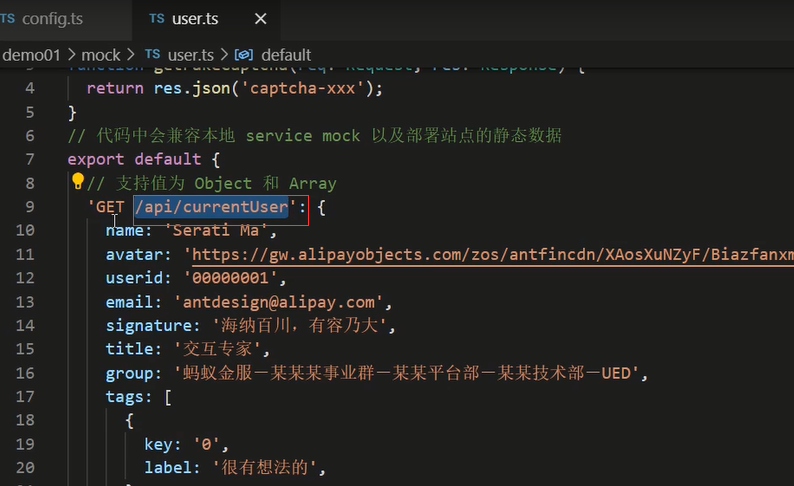 TS config.ts
TS user.ts ×
demo01 > mock > TS user.ts > default
3 function getFakeCaptcha(req: Request, res: Response) {
4 return res.json('captcha-xxx');
5 }
6 // 代码中会兼容本地 service mock 以及部署站点的静态数据
7 export default {
8 // 支持值为 Object 和 Array
9 'GET /api/currentUser': {
10 name: 'Serati Ma',
11 avatar: 'https://gw.alipayobjects.com/zos/antfincdn/XAosXuNZyF/Biazfanxm
12 userid: '00000001',
13 email: 'antdesign@alipay.com',
14 signature: '海纳百川，有容乃大',
15 title: '交互专家',
16 group: '蚂蚁金服－某某某事业群－某某平台部－某某技术部－UED',
17 tags: [
18 {
19 key: '0',
20 label: '很有想法的',